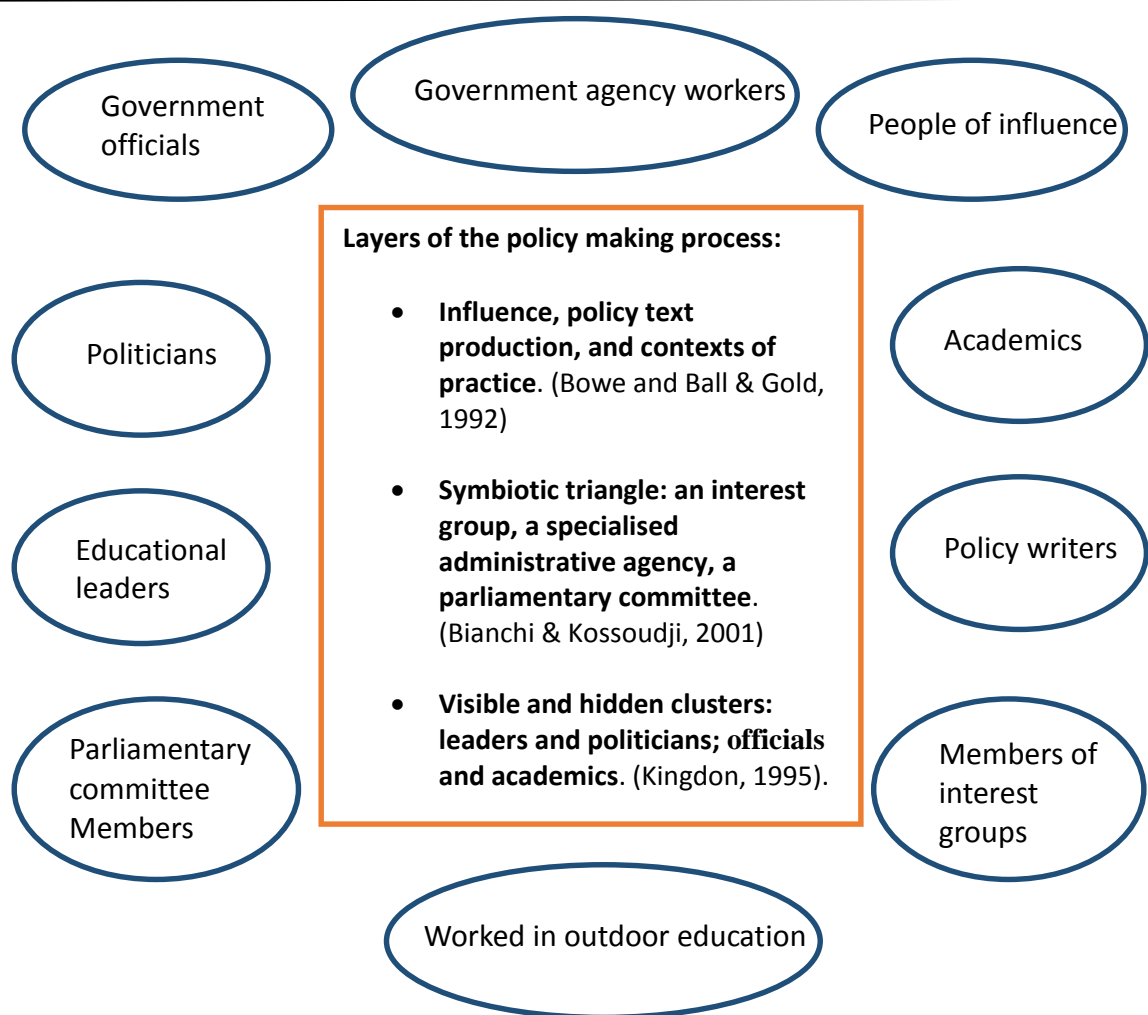 Government agency workers
Government
officials
People of influence
Layers of the policy making process:
• Influence, policy text
production, and contexts of
practice. (Bowe and Ball & Gold,
1992)
• Symbiotic triangle: an interest
group, a specialised
administrative agency, a
parliamentary committee.
(Bianchi & Kossoudji, 2001)
• Visible and hidden clusters:
leaders and politicians; officials
and academics. (Kingdon, 1995).
Politicians
Academics
Educational
leaders
Policy writers
Parliamentary
committee
Members
Members of
interest
groups
Worked in outdoor education